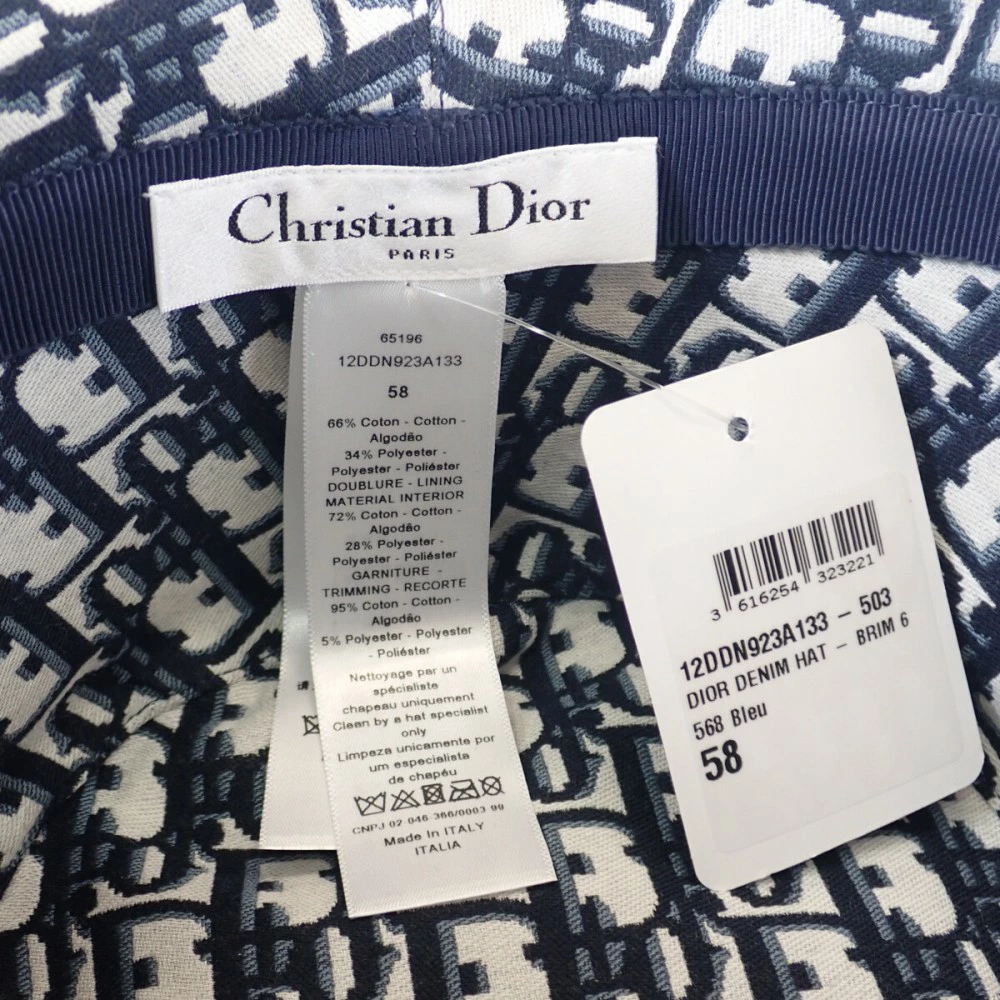 Christian Dior
PARIS
65196
12DDN923A133
58
66% Coton - Cotton -
Algodão
34% Polyester -
Polyester - Poliéster
DOUBLURE - LINING
MATERIAL INTERIOR
72% Coton - Cotton -
Algodão
28% Polyester -
Polyester - Poliéster
GARNITURE -
TRIMMING - RECORTE
95% Coton - Cotton -
Algodão
5% Polyester - Polyester
- Poliéster
Nettoyage par un
spécialiste
chapeau uniquement
Clean by a hat specialist
only
Limpeza unicamente por
um especialista
de chapéu
CNPJ 02 046 366/0003 99
Made In ITALY
ITALIA
3 616254 323221
12DDN923A133 - 503
DIOR DENIM HAT - BRIM 6
568 Bleu
58